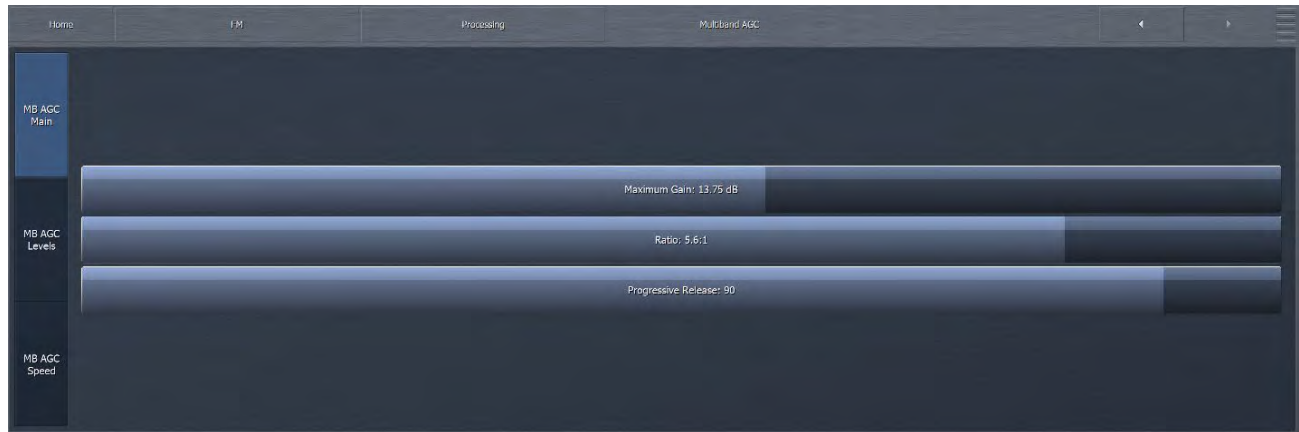 Home
FM
Processing
Multiband AGC
MB AGC
Main
Maximum Gain: 13.75 dB
MB AGC
Levels
Ratio: 5.6:1
Progressive Release: 90
MB AGC
Speed